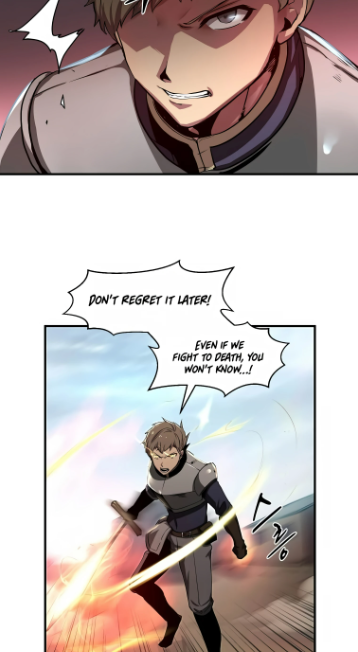 DON'T REGRET IT LATER!
EVEN IF WE
FIGHT TO DEATH, YOU
WON'T KNOW...!